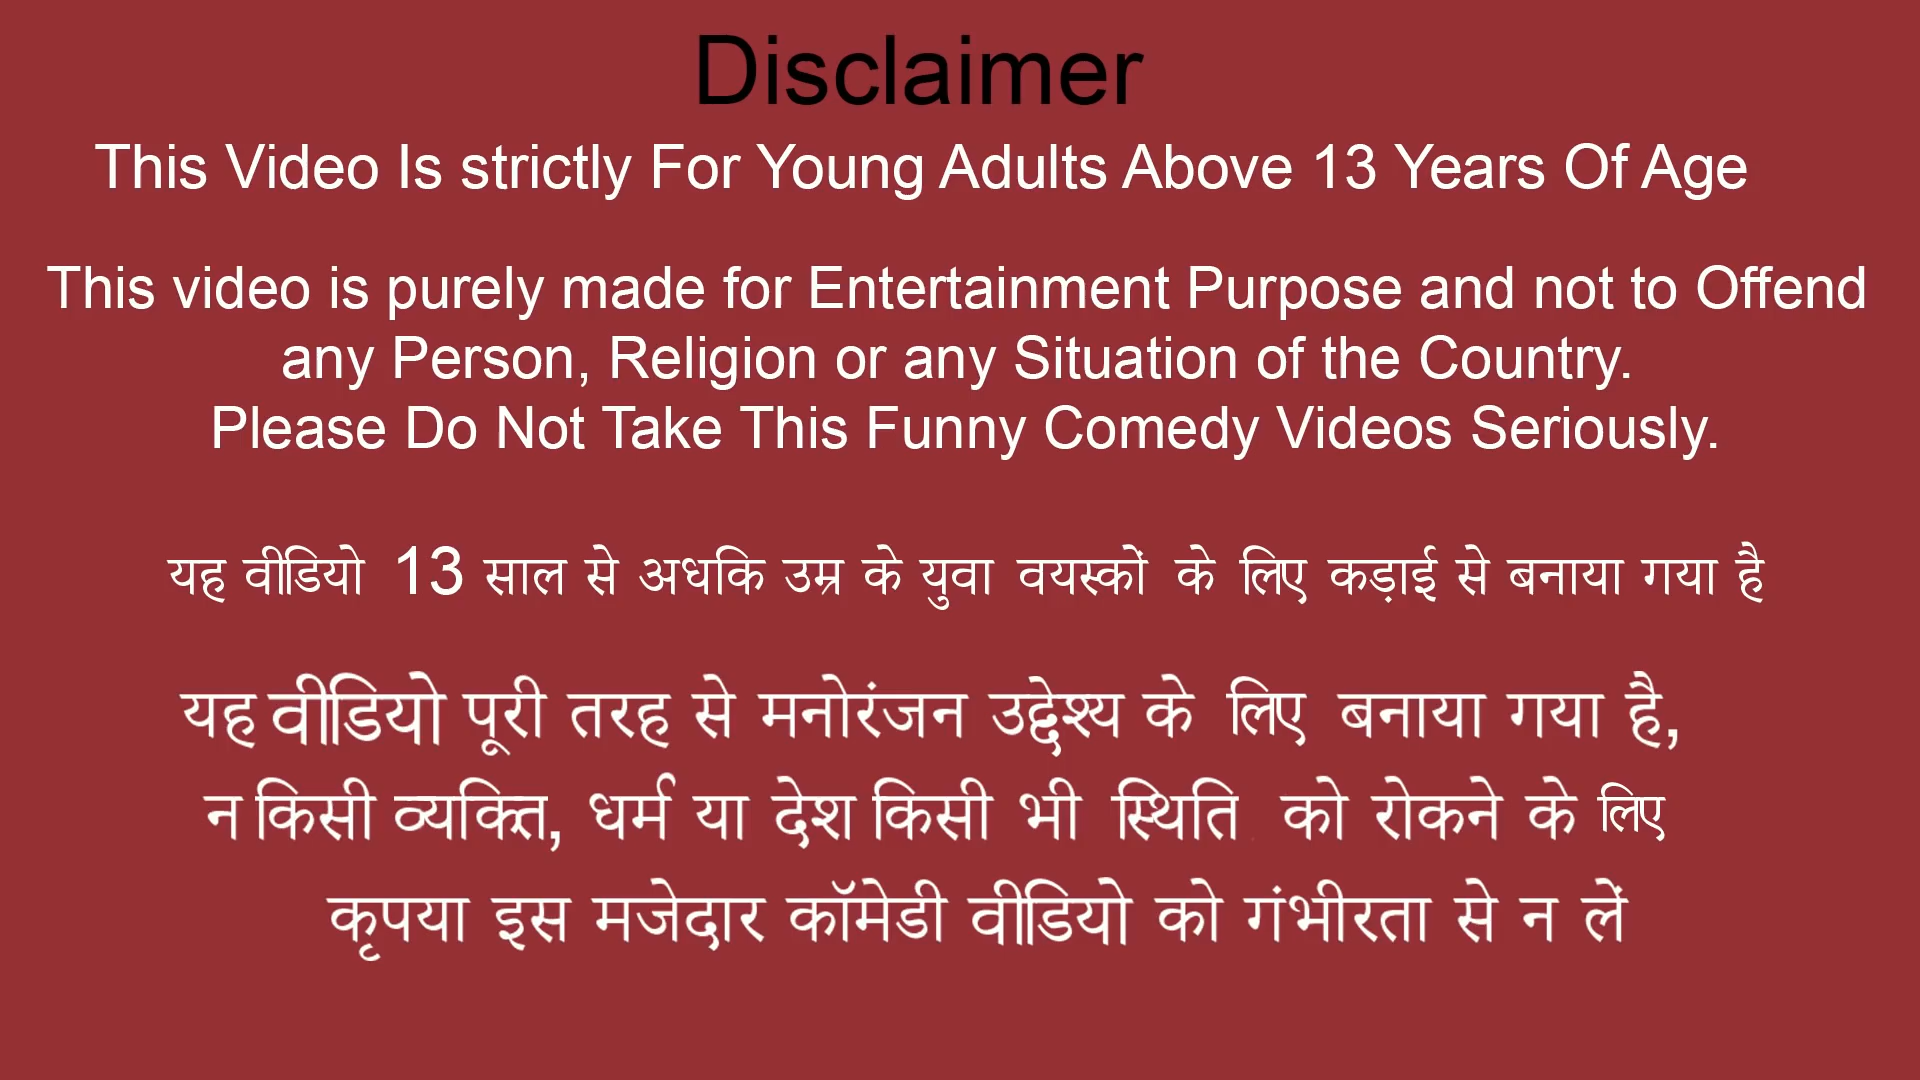 Disclaimer
This Video Is strictly For Young Adults Above 13 Years Of Age
This video is purely made for Entertainment Purpose and not to Offend
any Person, Religion or any Situation of the Country.
Please Do Not Take This Funny Comedy Videos Seriously.
यह वीडियो 13 साल से अधकि उम्र के युवा वयस्कों के लिए कड़ाई से बनाया गया है
यह वीडियो पूरी तरह से मनोरंजन उद्देश्य के लिए बनाया गया है,
न किसी व्यक्ति, धर्म या देश किसी भी स्थिति को रोकने के लिए
कृपया इस मजेदार कॉमेडी वीडियो को गंभीरता से न लें